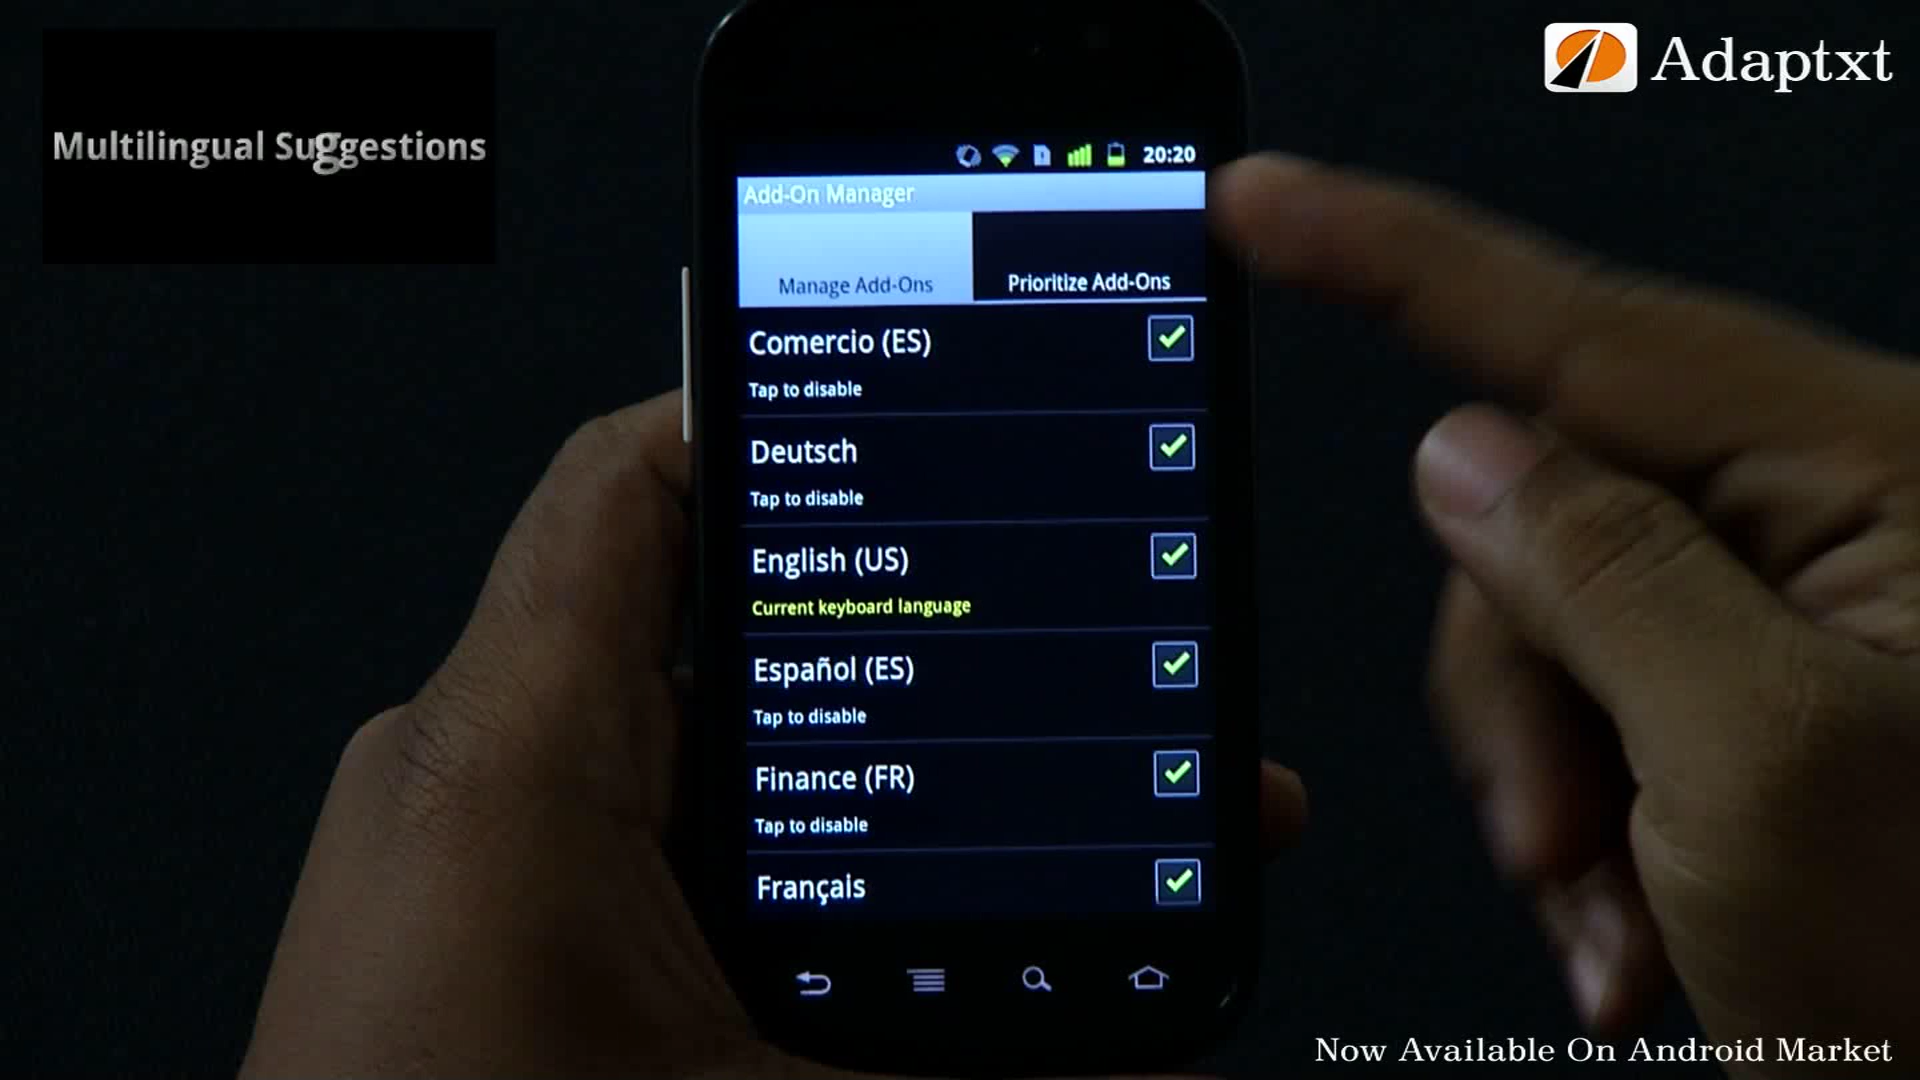 Multilingual Suggestions
Adaptxt
20:20
Add-On Manager
Manage Add-Ons
Prioritize Add-Ons
Comercio (ES)
Tap to disable
Deutsch
Tap to disable
English (US)
Current keyboard language
Español (ES)
Tap to disable
Finance (FR)
Tap to disable
Français
Now Available On Android Market